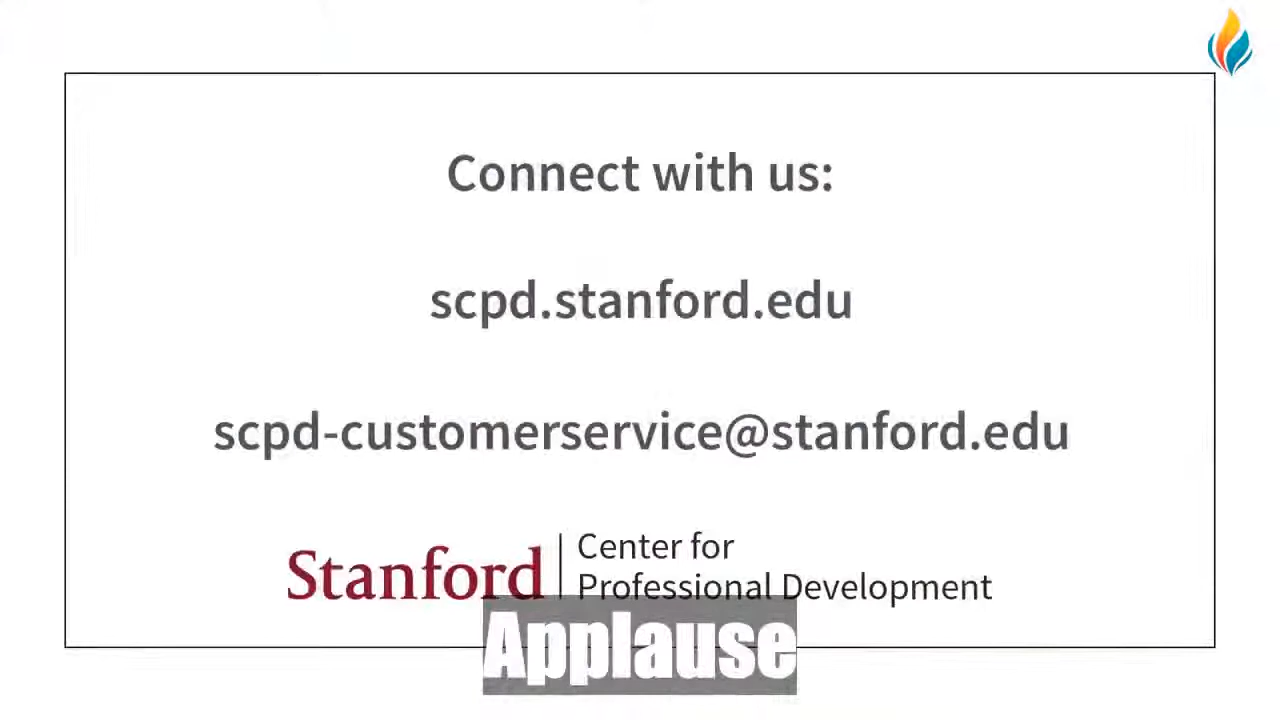 Connect with us:
scpd.stanford.edu
scpd-customerservice@stanford.edu
Stanford
Center for
Professional Development
Applause